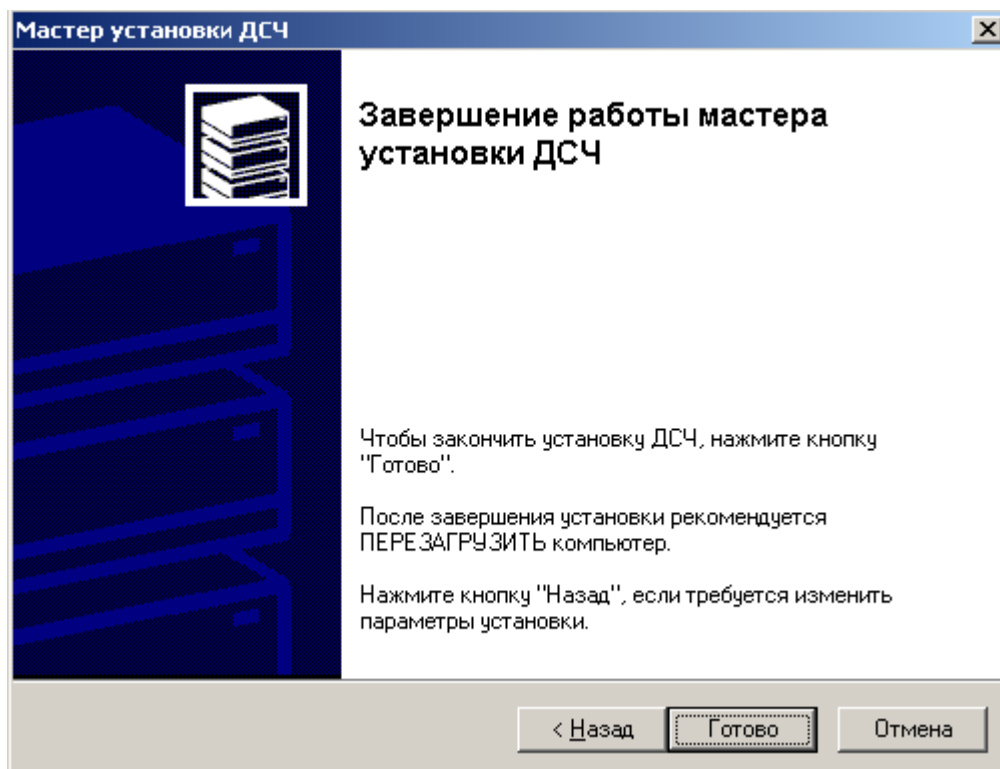 Мастер установки ДСЧ
Завершение работы мастера
установки ДСЧ
Чтобы закончить установку ДСЧ, нажмите кнопку
"Готово".
После завершения установки рекомендуется
ПЕРЕЗАГРУЗИТЬ компьютер.
Нажмите кнопку "Назад", если требуется изменить
параметры установки.
< Назад
Готово
Отмена